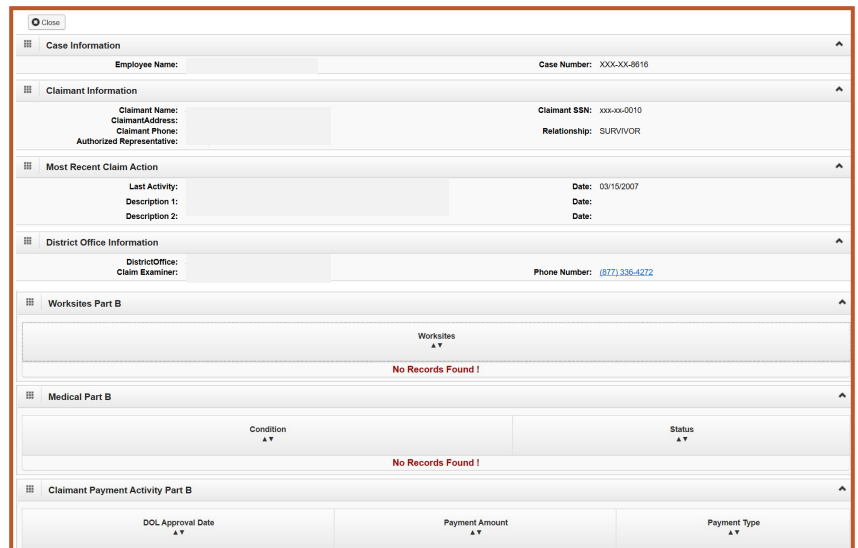 Close
Case Information
Employee Name: Case Number: XXX-XX-8616
Claimant Information
Claimant Name: Claimant SSN: xxx-xx-0010
ClaimantAddress:
Claimant Phone: Relationship: SURVIVOR
Authorized Representative:
Most Recent Claim Action
Last Activity: Date: 03/15/2007
Description 1: Date:
Description 2: Date:
District Office Information
DistrictOffice:
Claim Examiner: Phone Number: (877) 336-4272
Worksites Part B
Worksites
No Records Found !
Medical Part B
Condition Status
No Records Found !
Claimant Payment Activity Part B
DOL Approval Date Payment Amount Payment Type